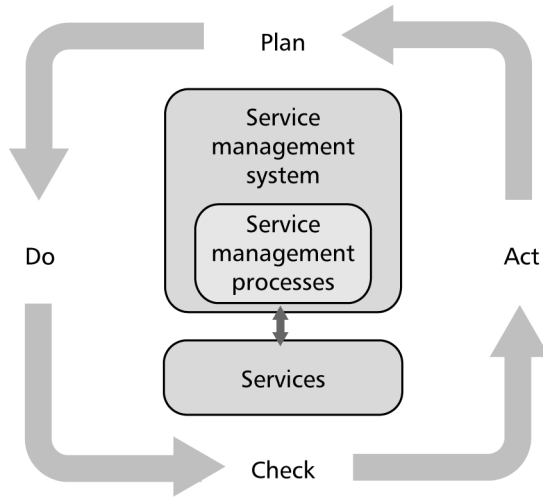 Plan
Service
management
system
Service
management
processes
Do
Act
Services
Check